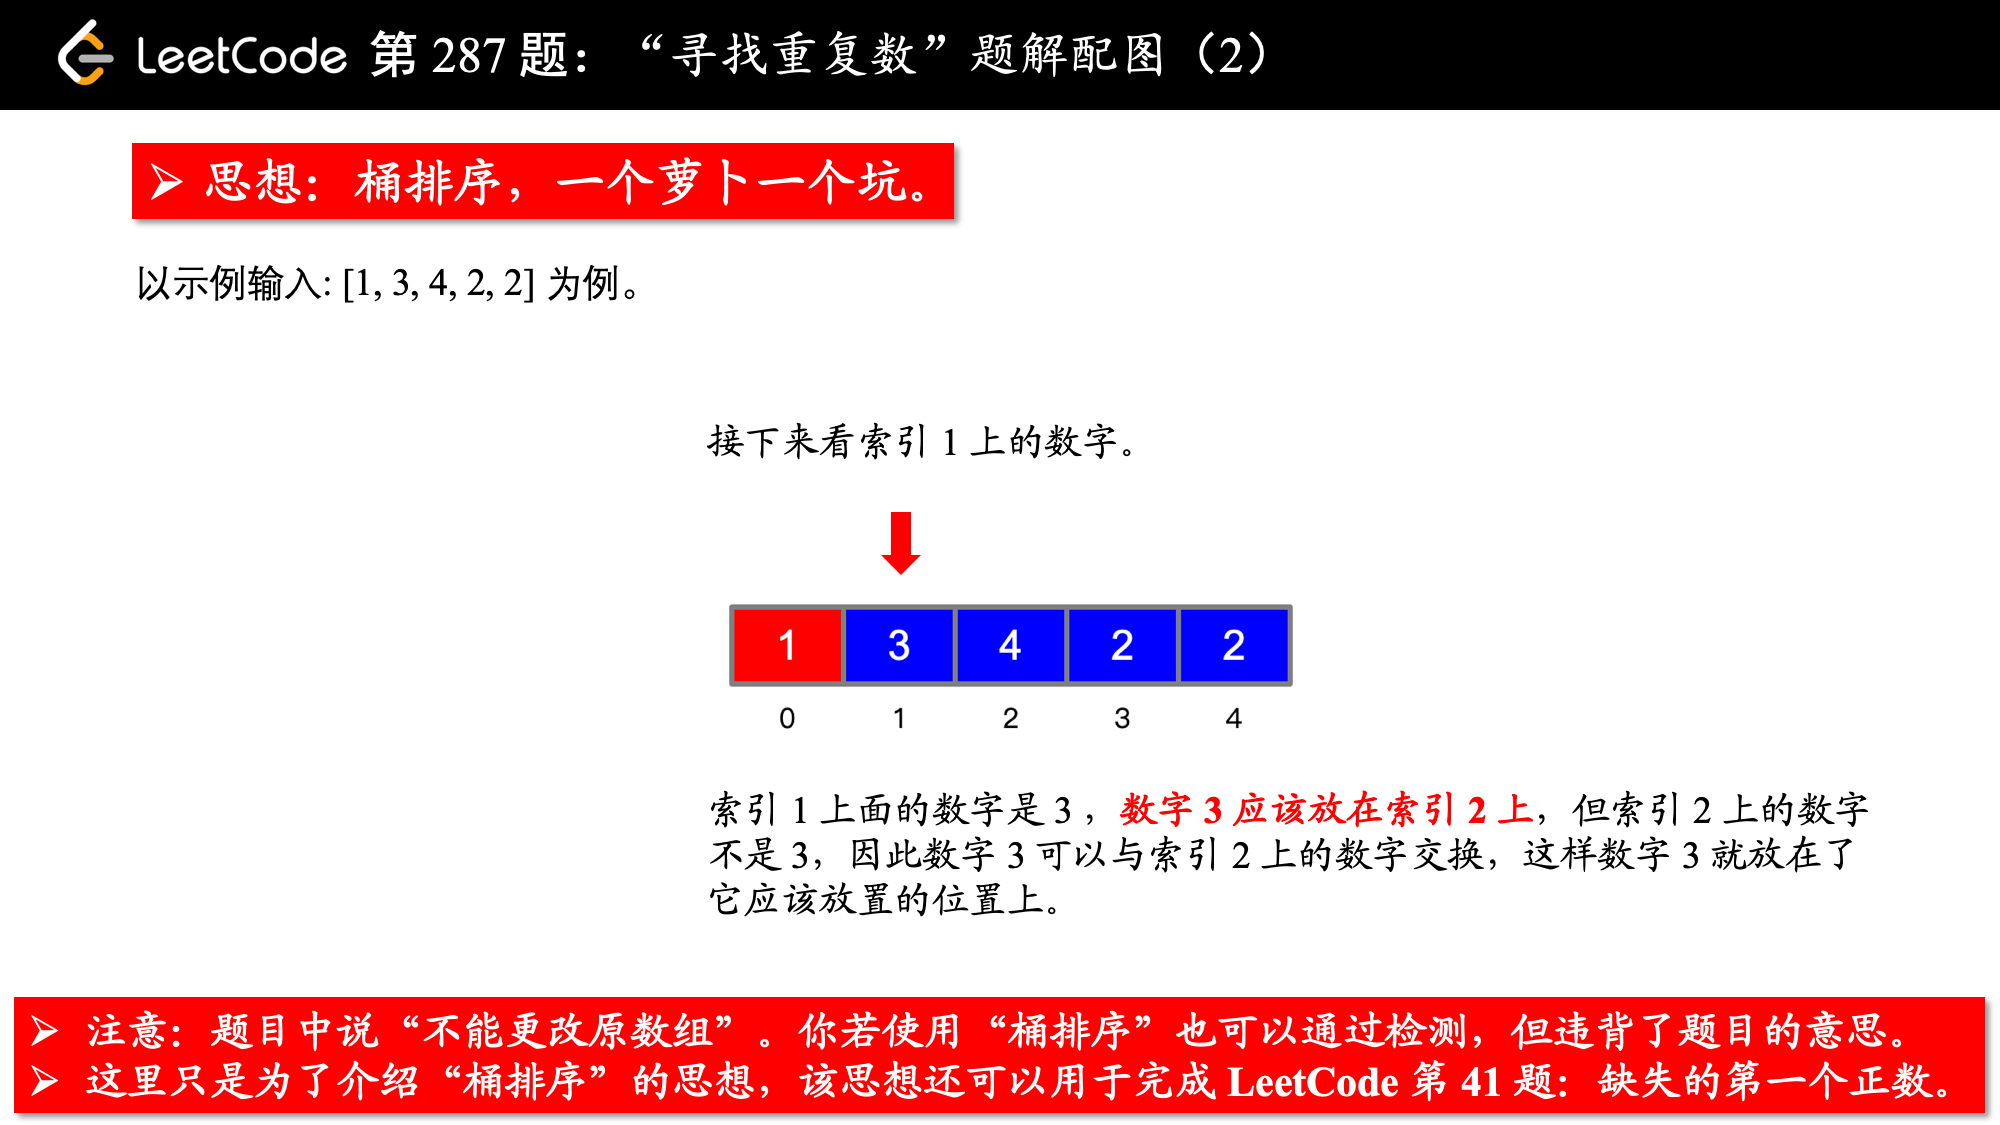 LeetCode 第 287 题：“寻找重复数”题解配图（2）
➢ 思想：桶排序，一个萝卜一个坑。
以示例输入: [1, 3, 4, 2, 2] 为例。
接下来看索引 1 上的数字。
1 3 4 2 2
0 1 2 3 4
索引 1 上面的数字是 3 ，数字 3 应该放在索引 2 上，但索引 2 上的数字
不是 3，因此数字 3 可以与索引 2 上的数字交换，这样数字 3 就放在了
它应该放置的位置上。
➢ 注意：题目中说“不能更改原数组”。你若使用“桶排序”也可以通过检测，但违背了题目的意思。
➢ 这里只是为了介绍“桶排序”的思想，该思想还可以用于完成 LeetCode 第 41 题：缺失的第一个正数。